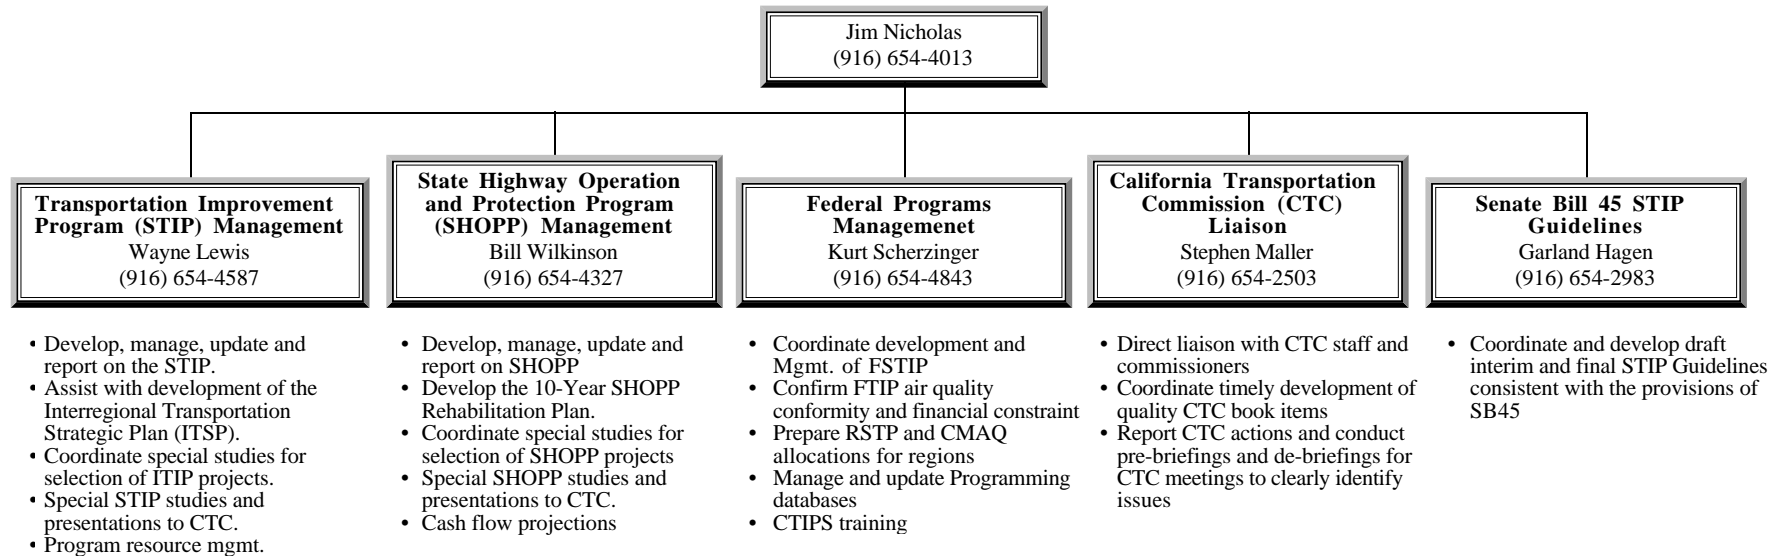 Jim Nicholas
(916) 654-4013
Transportation Improvement
Program (STIP) Management
Wayne Lewis
(916) 654-4587
• Develop, manage, update and
report on the STIP.
• Assist with development of the
Interregional Transportation
Strategic Plan (ITSP).
• Coordinate special studies for
selection of ITIP projects.
• Special STIP studies and
presentations to CTC.
• Program resource mgmt.
State Highway Operation
and Protection Program
(SHOPP) Management
Bill Wilkinson
(916) 654-4327
• Develop, manage, update and
report on SHOPP
• Develop the 10-Year SHOPP
Rehabilitation Plan.
• Coordinate special studies for
selection of SHOPP projects
• Special SHOPP studies and
presentations to CTC.
• Cash flow projections
Federal Programs
Managemenet
Kurt Scherzinger
(916) 654-4843
• Coordinate development and
Mgmt. of FSTIP
• Confirm FTIP air quality
conformity and financial constraint
• Prepare RSTP and CMAQ
allocations for regions
• Manage and update Programming
databases
• CTIPS training
California Transportation
Commission (CTC)
Liaison
Stephen Maller
(916) 654-2503
• Direct liaison with CTC staff and
commissioners
• Coordinate timely development of
quality CTC book items
• Report CTC actions and conduct
pre-briefings and de-briefings for
CTC meetings to clearly identify
issues
Senate Bill 45 STIP
Guidelines
Garland Hagen
(916) 654-2983
• Coordinate and develop draft
interim and final STIP Guidelines
consistent with the provisions of
SB45